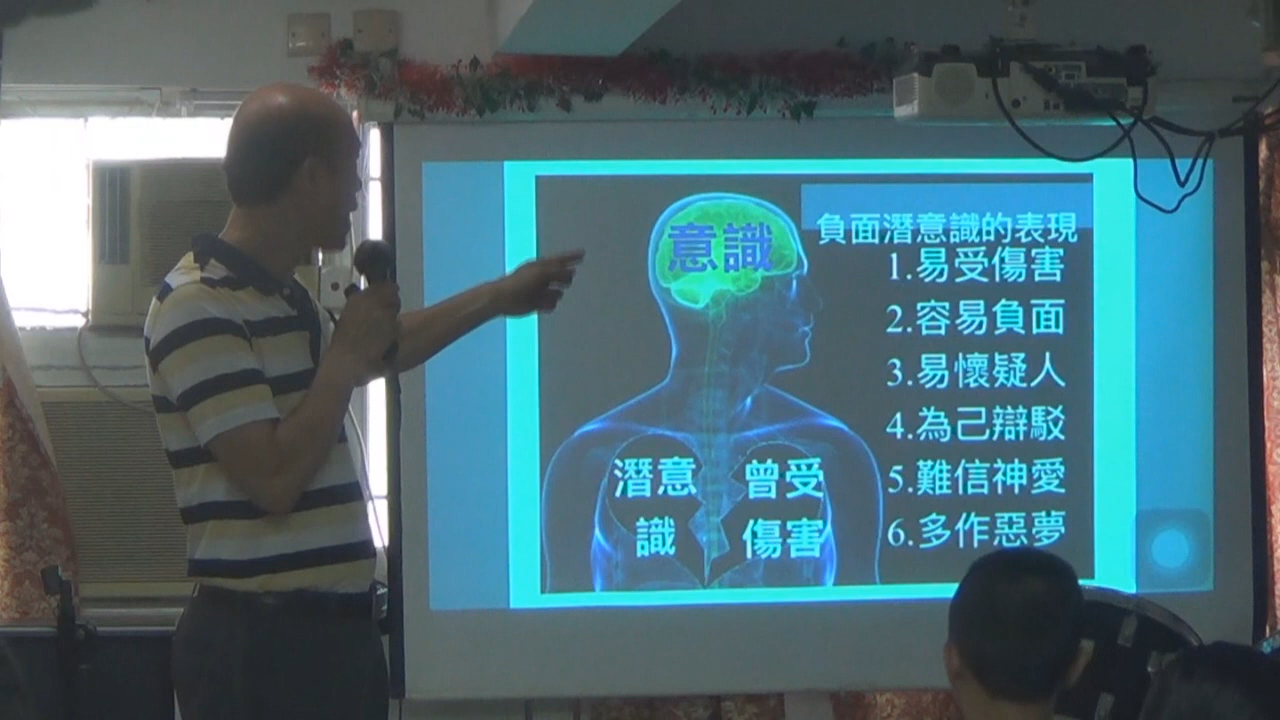 意識
負面潛意識的表現
1.易受傷害
2.容易負面
3.易懷疑人
4.為己辯駁
5.難信神愛
6.多作惡夢
潛意
識
曾受
傷害